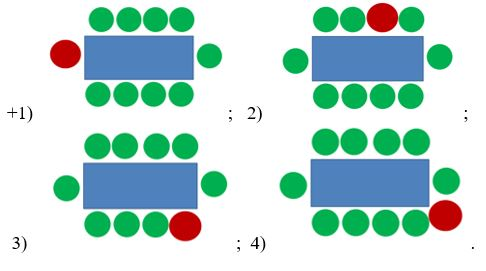 +1) ; 2) ;
3) ; 4) .